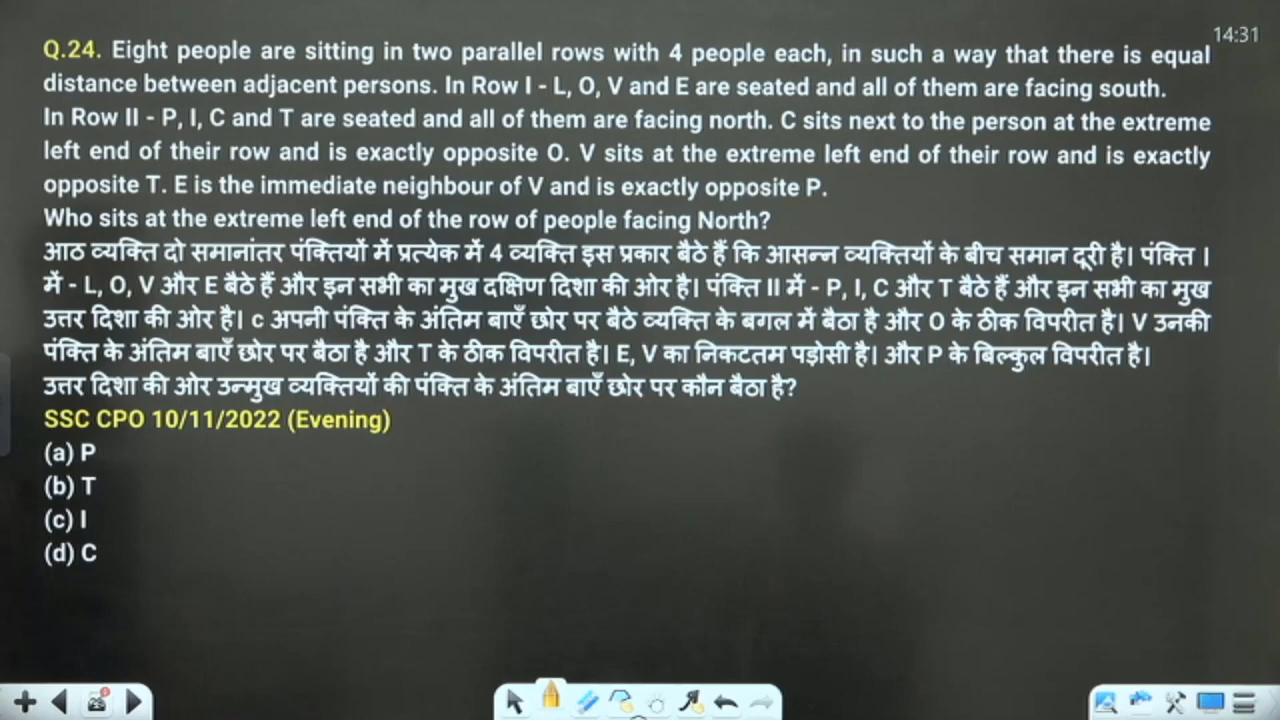 14:31
Q.24. Eight people are sitting in two parallel rows with 4 people each, in such a way that there is equal
distance between adjacent persons. In Row I - L, O, V and E are seated and all of them are facing south.
In Row II - P, I, C and T are seated and all of them are facing north. C sits next to the person at the extreme
left end of their row and is exactly opposite O. V sits at the extreme left end of their row and is exactly
opposite T. E is the immediate neighbour of V and is exactly opposite P.
Who sits at the extreme left end of the row of people facing North?
आठ व्यक्ति दो समानांतर पंक्तियों में प्रत्येक में 4 व्यक्ति इस प्रकार बैठे हैं कि आसन्न व्यक्तियों के बीच समान दूरी है। पंक्ति I
में - L, O, V और E बैठे हैं और इन सभी का मुख दक्षिण दिशा की ओर है। पंक्ति II में - P, I, C और T बैठे हैं और इन सभी का मुख
उत्तर दिशा की ओर है। c अपनी पंक्ति के अंतिम बाएँ छोर पर बैठे व्यक्ति के बगल में बैठा है और O के ठीक विपरीत है। V उनकी
पंक्ति के अंतिम बाएँ छोर पर बैठा है और T के ठीक विपरीत है। E, V का निकटतम पड़ोसी है। और P के बिल्कुल विपरीत है।
उत्तर दिशा की ओर उन्मुख व्यक्तियों की पंक्ति के अंतिम बाएँ छोर पर कौन बैठा है?
SSC CPO 10/11/2022 (Evening)
(a) P
(b) T
(c) I
(d) C